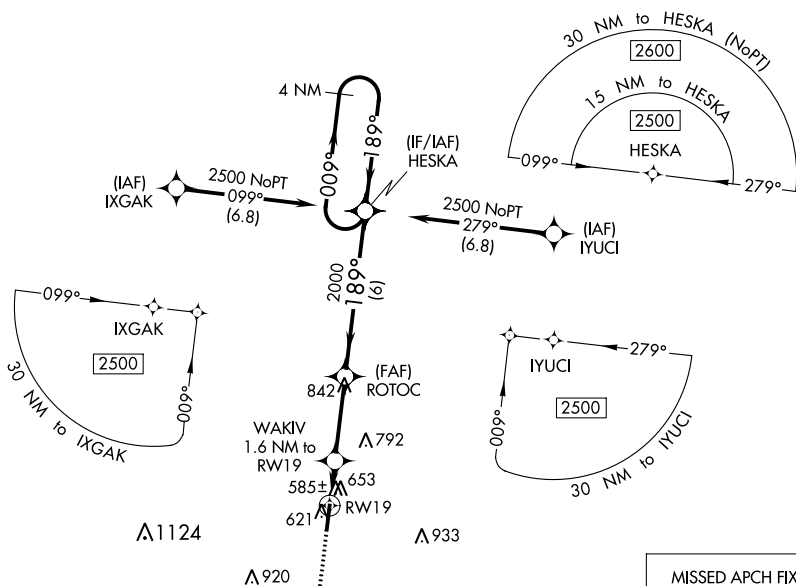 30 NM to HESKA (NoPT)
2600
15 NM to HESKA
2500
HESKA
099°
279°
4 NM
009°
189°
(IF/IAF)
HESKA
(IAF)
IXGAK
2500 NoPT
099°
(6.8)
2500 NoPT
279°
(6.8)
(IAF)
IYUCI
2000
189°
(6)
099°
IXGAK
2500
009°
30 NM to IXGAK
IYUCI
279°
2500
009°
30 NM to IYUCI
(FAF)
ROTOC
842
WAKIV
1.6 NM to
RW19
792
585±
653
RW19
621
1124
933
920
MISSED APCH FIX